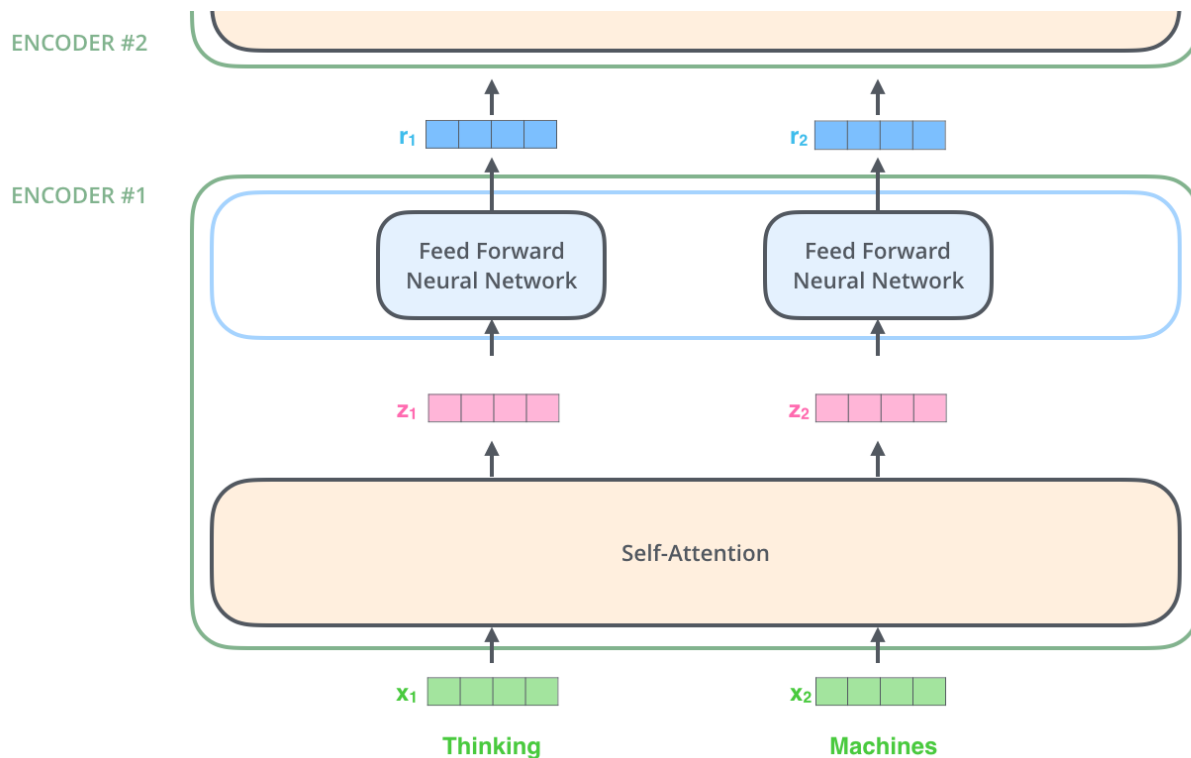 ENCODER #2
r₁
r₂
ENCODER #1
Feed Forward
Neural Network
Feed Forward
Neural Network
z₁
z₂
Self-Attention
x₁
x₂
Thinking
Machines